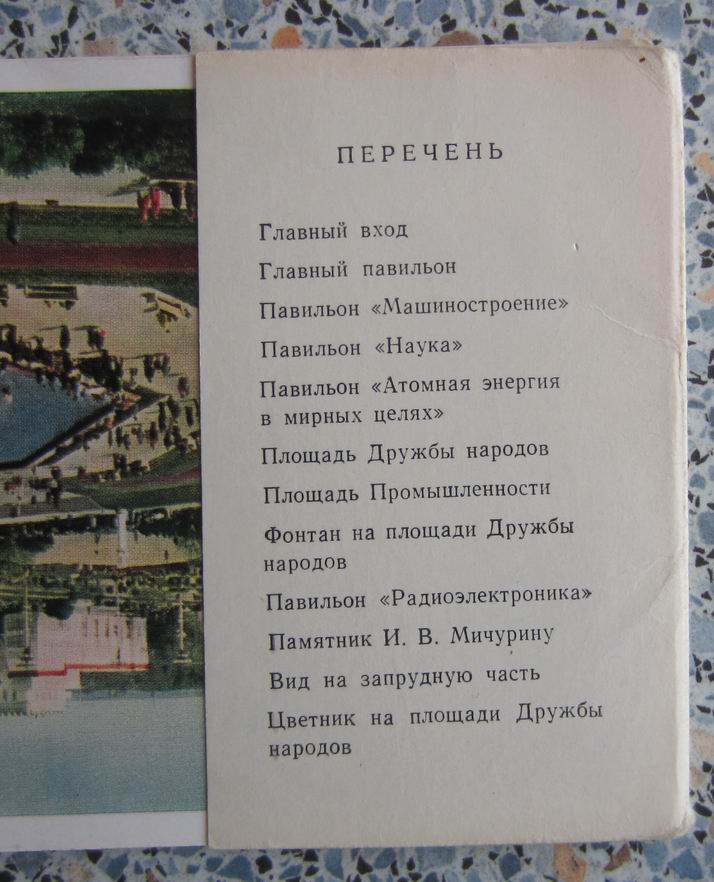 ПЕРЕЧЕНЬ
Главный вход
Главный павильон
Павильон «Машиностроение»
Павильон «Наука»
Павильон «Атомная энергия
в мирных целях»
Площадь Дружбы народов
Площадь Промышленности
Фонтан на площади Дружбы
народов
Павильон «Радиоэлектроника»
Памятник И. В. Мичурину
Вид на запрудную часть
Цветник на площади Дружбы
народов